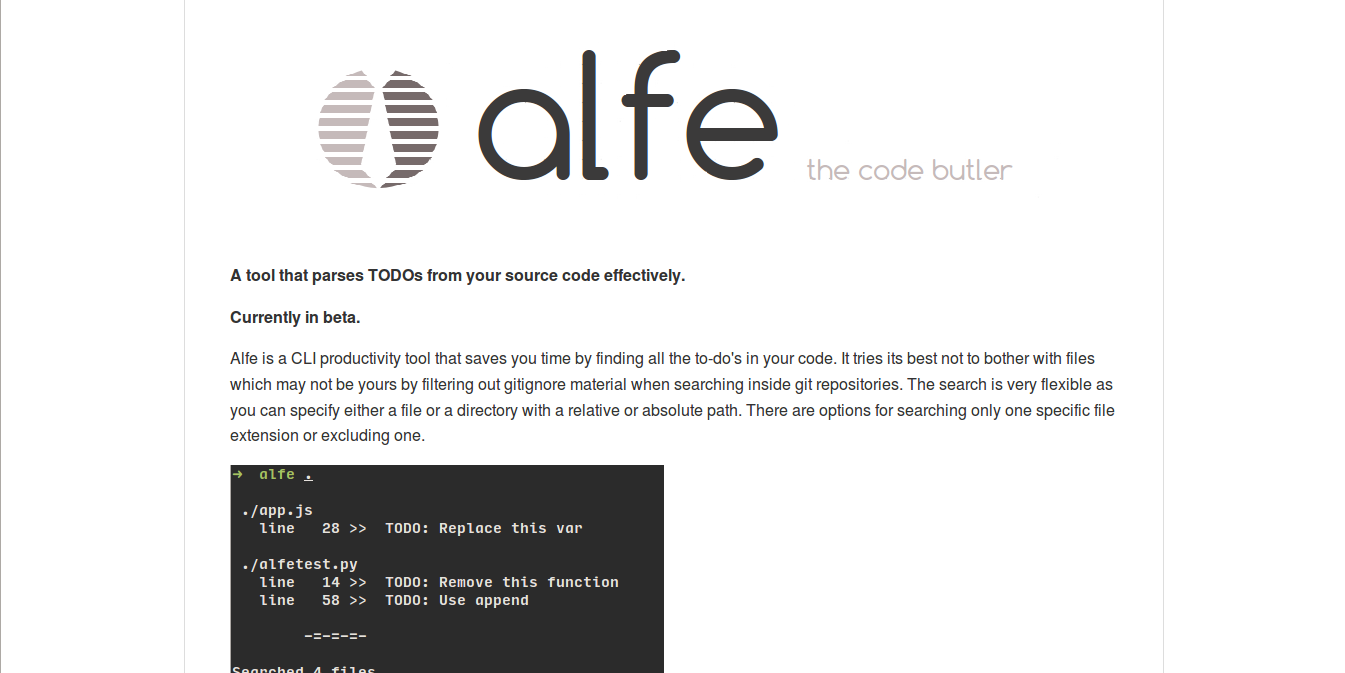 alfe
the code butler
A tool that parses TODOs from your source code effectively.
Currently in beta.
Alfe is a CLI productivity tool that saves you time by finding all the to-do's in your code. It tries its best not to bother with files
which may not be yours by filtering out gitignore material when searching inside git repositories. The search is very flexible as
you can specify either a file or a directory with a relative or absolute path. There are options for searching only one specific file
extension or excluding one.
➜ alfe .
./app.js
line 28 >> TODO: Replace this var
./alfetest.py
line 14 >> TODO: Remove this function
line 58 >> TODO: Use append
-=-=-=-
Searched 4 files